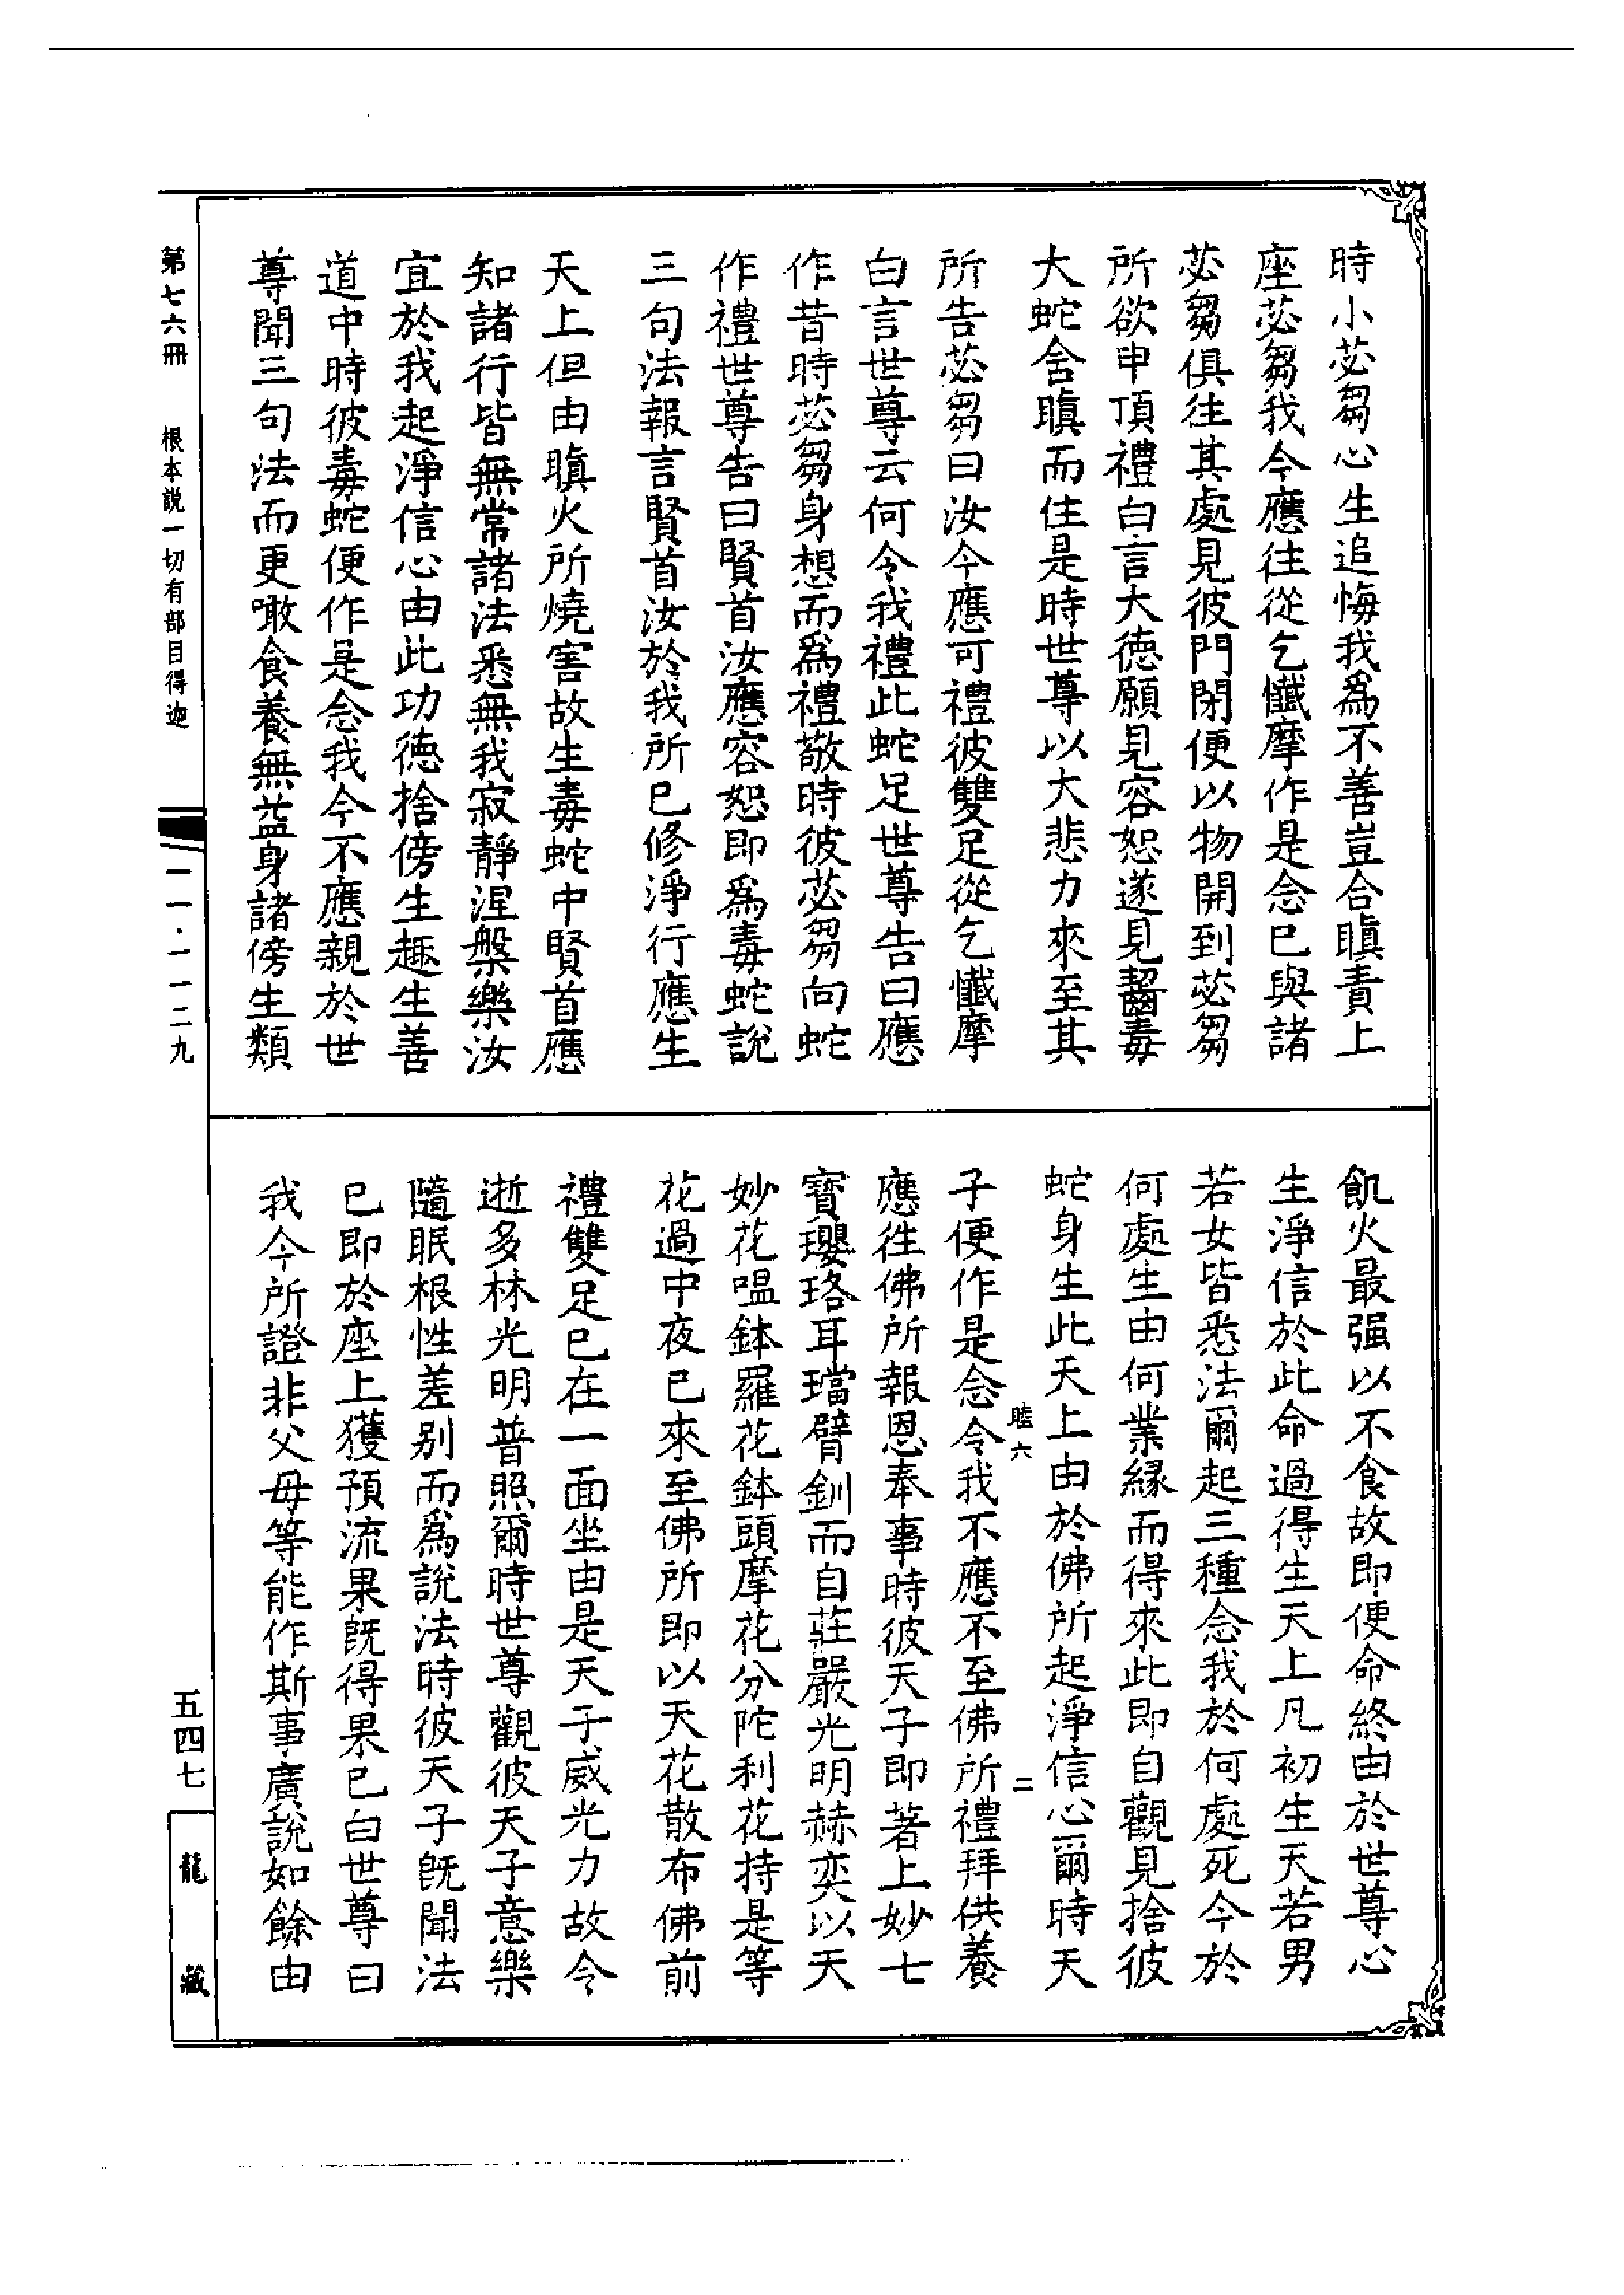 時小苾芻心生追悔我爲不善豈合瞋責上
座苾芻我今應往從乞懺摩作是念已與諸
苾芻俱往其處見彼門閉便以物開到苾芻
所欲申頂禮白言大德願見容恕遂見齧毒
大蛇含瞋而住是時世尊以大悲力來至其
所告苾芻曰汝今應可禮彼雙足從乞懺摩
白言世尊云何令我禮此蛇足世尊告曰應
作昔時苾芻身想而爲禮敬時彼苾芻向蛇
作禮世尊告曰賢首汝應容恕即爲毒蛇說
三句法報言賢首汝於我所已修淨行應生
天上但由瞋火所燒害故生毒蛇中賢首應
知諸行皆無常諸法悉無我寂靜涅槃樂汝
宜於我起淨信心由此功德捨傍生趣生善
道中時彼毒蛇便作是念我今不應親於世
尊聞三句法而更噉食養無益身諸傍生類
飢火最强以不食故即便命終由於世尊心
生淨信於此命過得生天上凡初生天若男
若女皆悉法爾起三種念我於何處死今於
何處生由何業緣而得來此即自觀見捨彼
蛇身生此天上由於佛所起淨信心爾時天
子便作是念令我不應不至佛所禮拜供養
應往佛所報恩奉事時彼天子即著上妙七
寶瓔珞耳璫臂釧而自莊嚴光明赫奕以天
妙花嗢鉢羅花鉢頭摩花分陀利花持是等
花過中夜已來至佛所即以天花散布佛前
禮雙足已在一面坐由是天子威光力故令
逝多林光明普照爾時世尊觀彼天子意樂
隨眠根性差別而爲說法時彼天子旣聞法
已即於座上獲預流果旣得果已白世尊曰
我今所證非父母等能作斯事廣說如餘由
睦六
二
第七六冊
根本説一切有部目得迦
一一·一一二九
五四七
龍藏